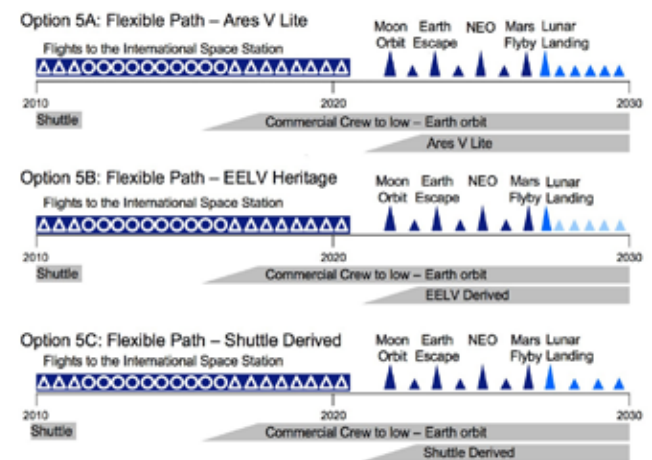 Option 5A: Flexible Path – Ares V Lite
Moon Earth NEO Mars Lunar
Orbit Escape Flyby Landing
Flights to the International Space Station
2010 2020 2030
Shuttle Commercial Crew to low – Earth orbit
Ares V Lite
Option 5B: Flexible Path – EELV Heritage
Moon Earth NEO Mars Lunar
Orbit Escape Flyby Landing
Flights to the International Space Station
2010 2020 2030
Shuttle Commercial Crew to low – Earth orbit
EELV Derived
Option 5C: Flexible Path – Shuttle Derived
Moon Earth NEO Mars Lunar
Orbit Escape Flyby Landing
Flights to the International Space Station
2010 2020 2030
Shuttle Commercial Crew to low – Earth orbit
Shuttle Derived